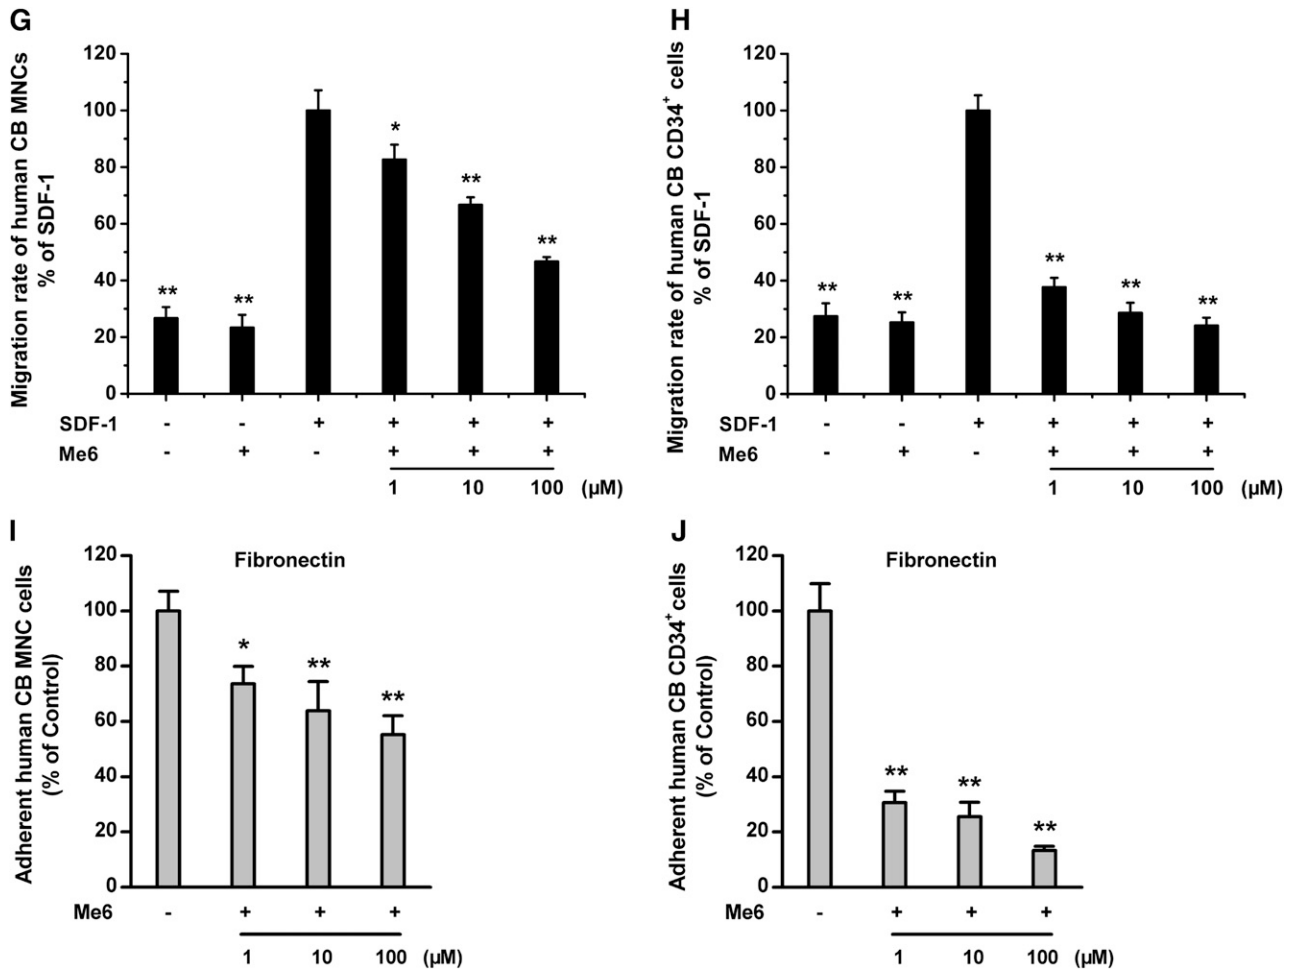 G
Migration rate of human CB MNCs
% of SDF-1
120
100
80
60
40
20
0
** ** * ** **
SDF-1 - - + + + +
Me6 - + - + + +
1 10 100 (µM)
H
Migration rate of human CB CD34+ cells
% of SDF-1
120
100
80
60
40
20
0
** ** ** ** **
SDF-1 - - + + + +
Me6 - + - + + +
1 10 100 (µM)
I
Fibronectin
Adherent human CB MNC cells
(% of Control)
120
100
80
60
40
20
0
* ** **
Me6 - + + +
1 10 100 (µM)
J
Fibronectin
Adherent human CB CD34+ cells
(% of Control)
120
100
80
60
40
20
0
** ** **
Me6 - + + +
1 10 100 (µM)